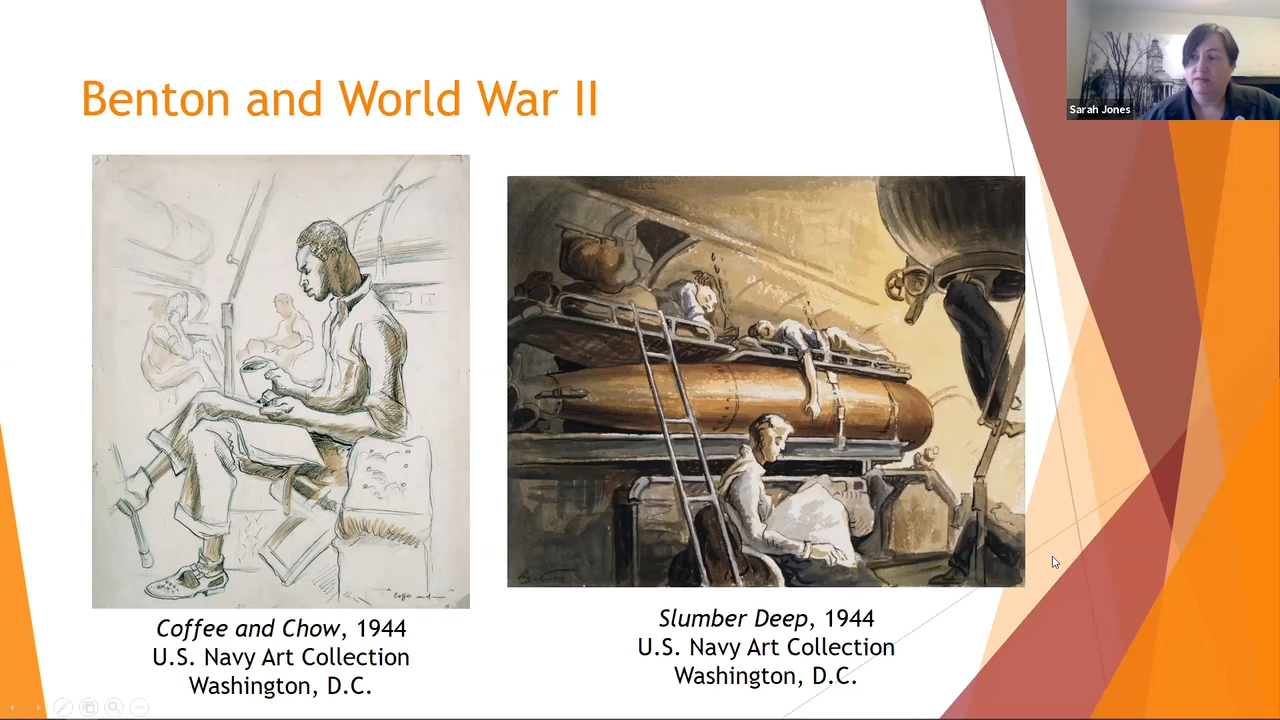 Benton and World War II
Sarah Jones
Coffee and Chow, 1944
U.S. Navy Art Collection
Washington, D.C.
Slumber Deep, 1944
U.S. Navy Art Collection
Washington, D.C.